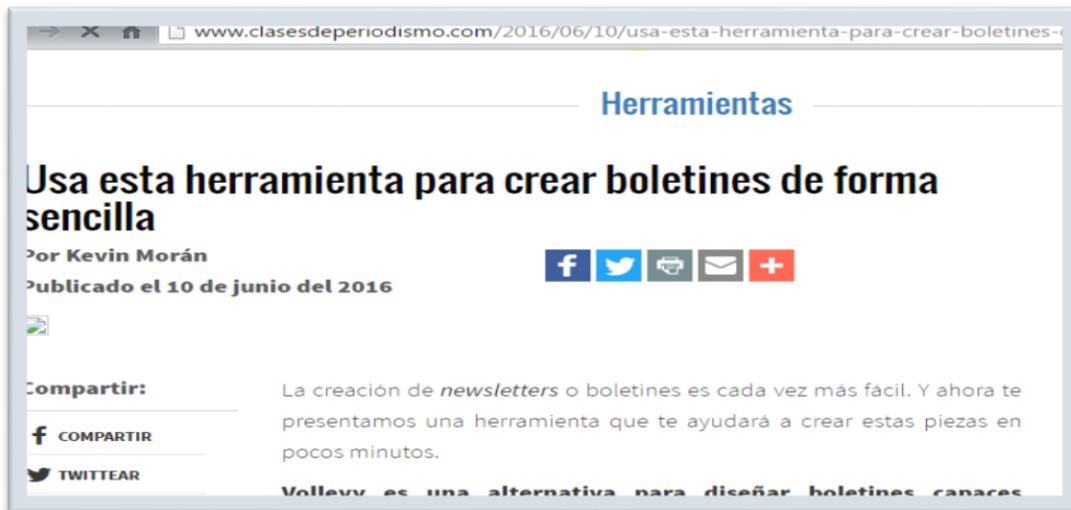 www.clasesdeperiodismo.com/2016/06/10/usa-esta-herramienta-para-crear-boletines-
Herramientas
Usa esta herramienta para crear boletines de forma
sencilla
Por Kevin Morán
Publicado el 10 de junio del 2016
Compartir:
COMPARTIR
TWITTEAR
La creación de newsletters o boletines es cada vez más fácil. Y ahora te
presentamos una herramienta que te ayudará a crear estas piezas en
pocos minutos.
es una alternativa para diseñar boletines capaces